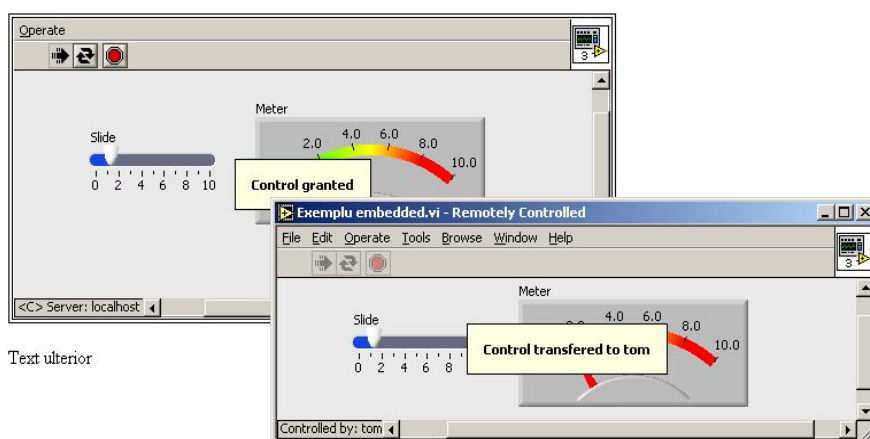 Operate
3
Meter
Slide
2.0 4.0 6.0 8.0 10.0
0 2 4 6 8 10
Control granted
<C> Server: localhost
Text ulterior
Exemplu embedded.vi - Remotely Controlled
File Edit Operate Tools Browse Window Help
3
Meter
Slide
4.0 6.0 8.0 10.0
0 2 4 6 8
Control transfered to tom
Controlled by: tom